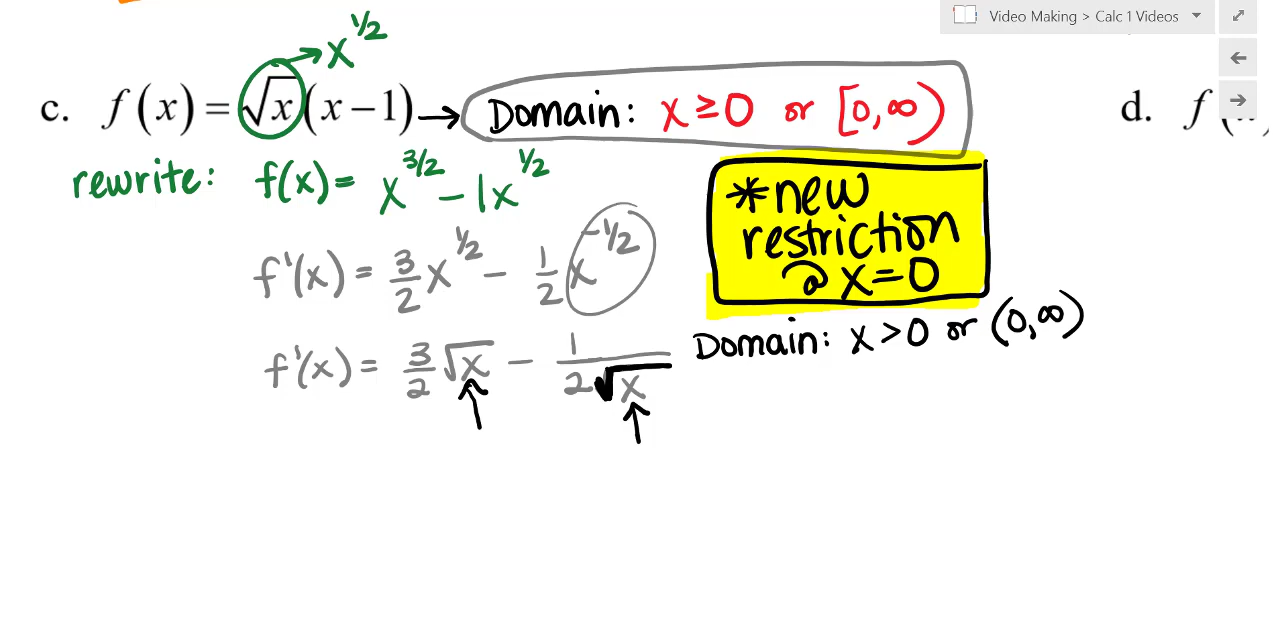 Video Making > Calc 1 Videos
x^1/2
c. f(x) = √x(x−1) → Domain: x ≥ 0 or [0,∞)
d. f
rewrite: f(x) = x^3/2 − 1x^1/2
*new
restriction
@ x=0
f'(x) = 3/2 x^1/2 − 1/2 x^−1/2
Domain: x > 0 or (0,∞)
f'(x) = 3/2 √x − 1/2√x